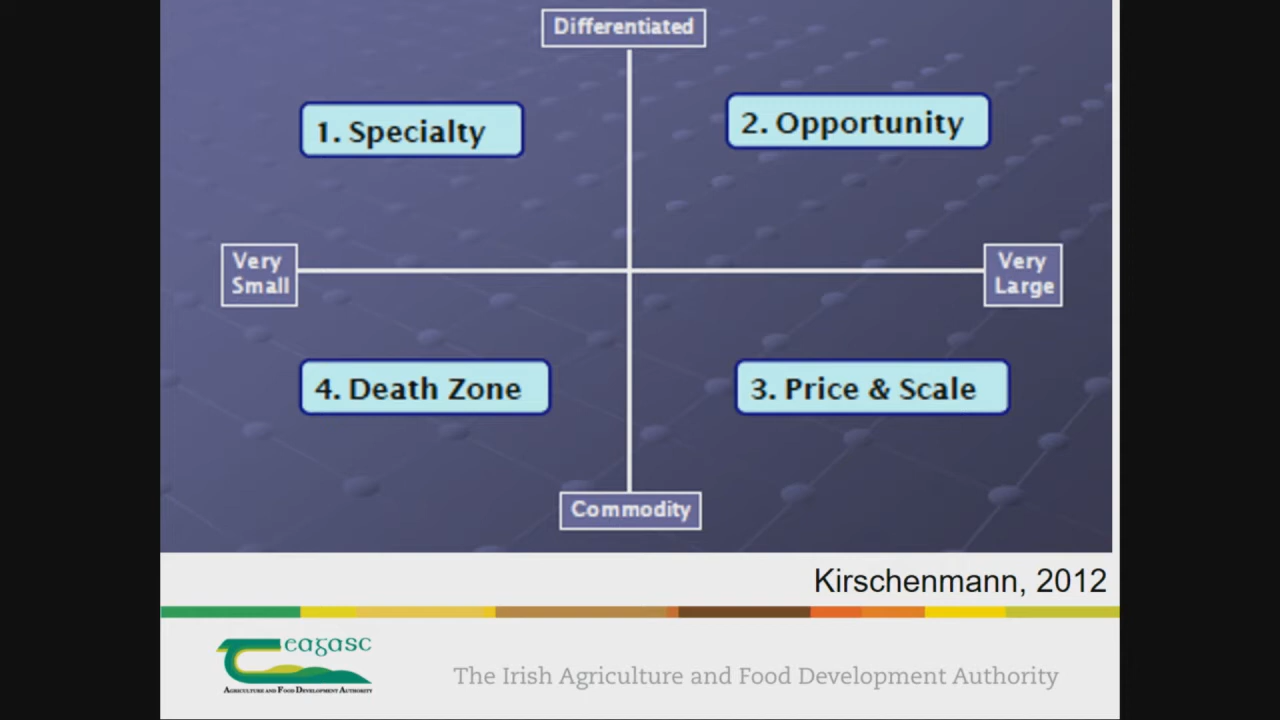 Differentiated
1. Specialty
2. Opportunity
Very
Small
Very
Large
4. Death Zone
3. Price & Scale
Commodity
Kirschenmann, 2012
eagasc
AGRICULTURE AND FOOD DEVELOPMENT AUTHORITY
The Irish Agriculture and Food Development Authority